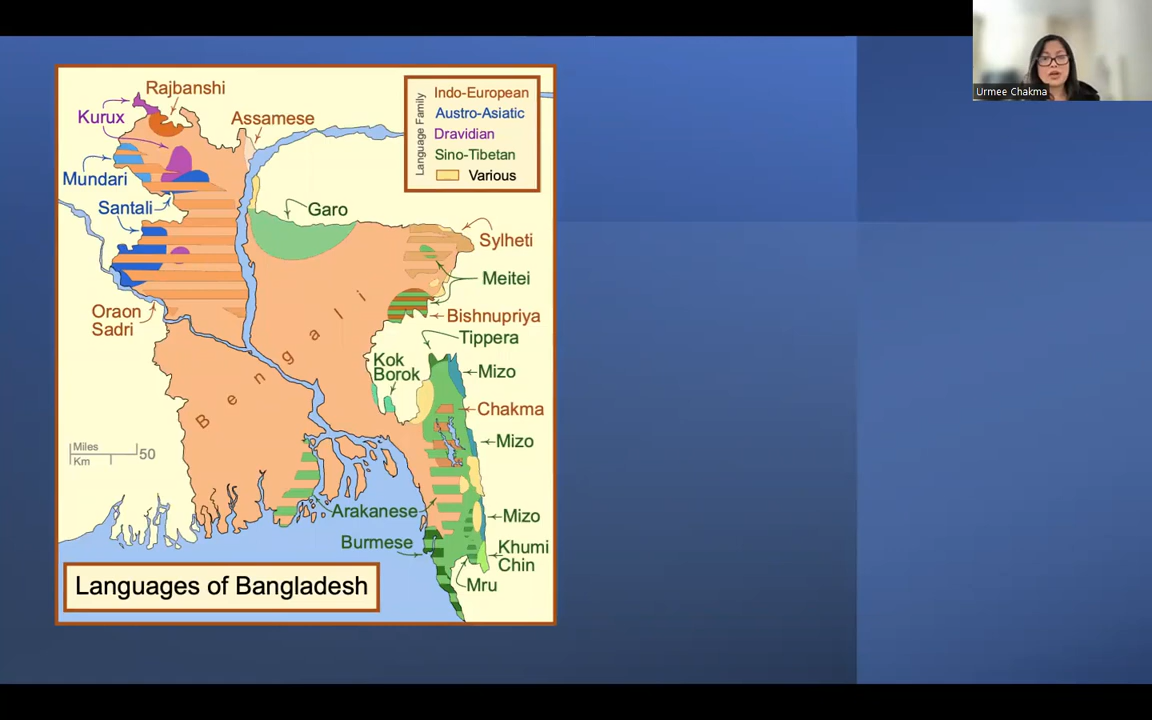 Urmee Chakma
Rajbanshi
Kurux
Assamese
Language Family
Indo-European
Austro-Asiatic
Dravidian
Sino-Tibetan
Various
Mundari
Santali
Garo
Sylheti
Meitei
Oraon
Sadri
Bishnupriya
Tippera
Kok
Borok
Mizo
Bengali
Chakma
Mizo
Miles
Km
50
Arakanese
Mizo
Burmese
Khumi
Chin
Mru
Languages of Bangladesh